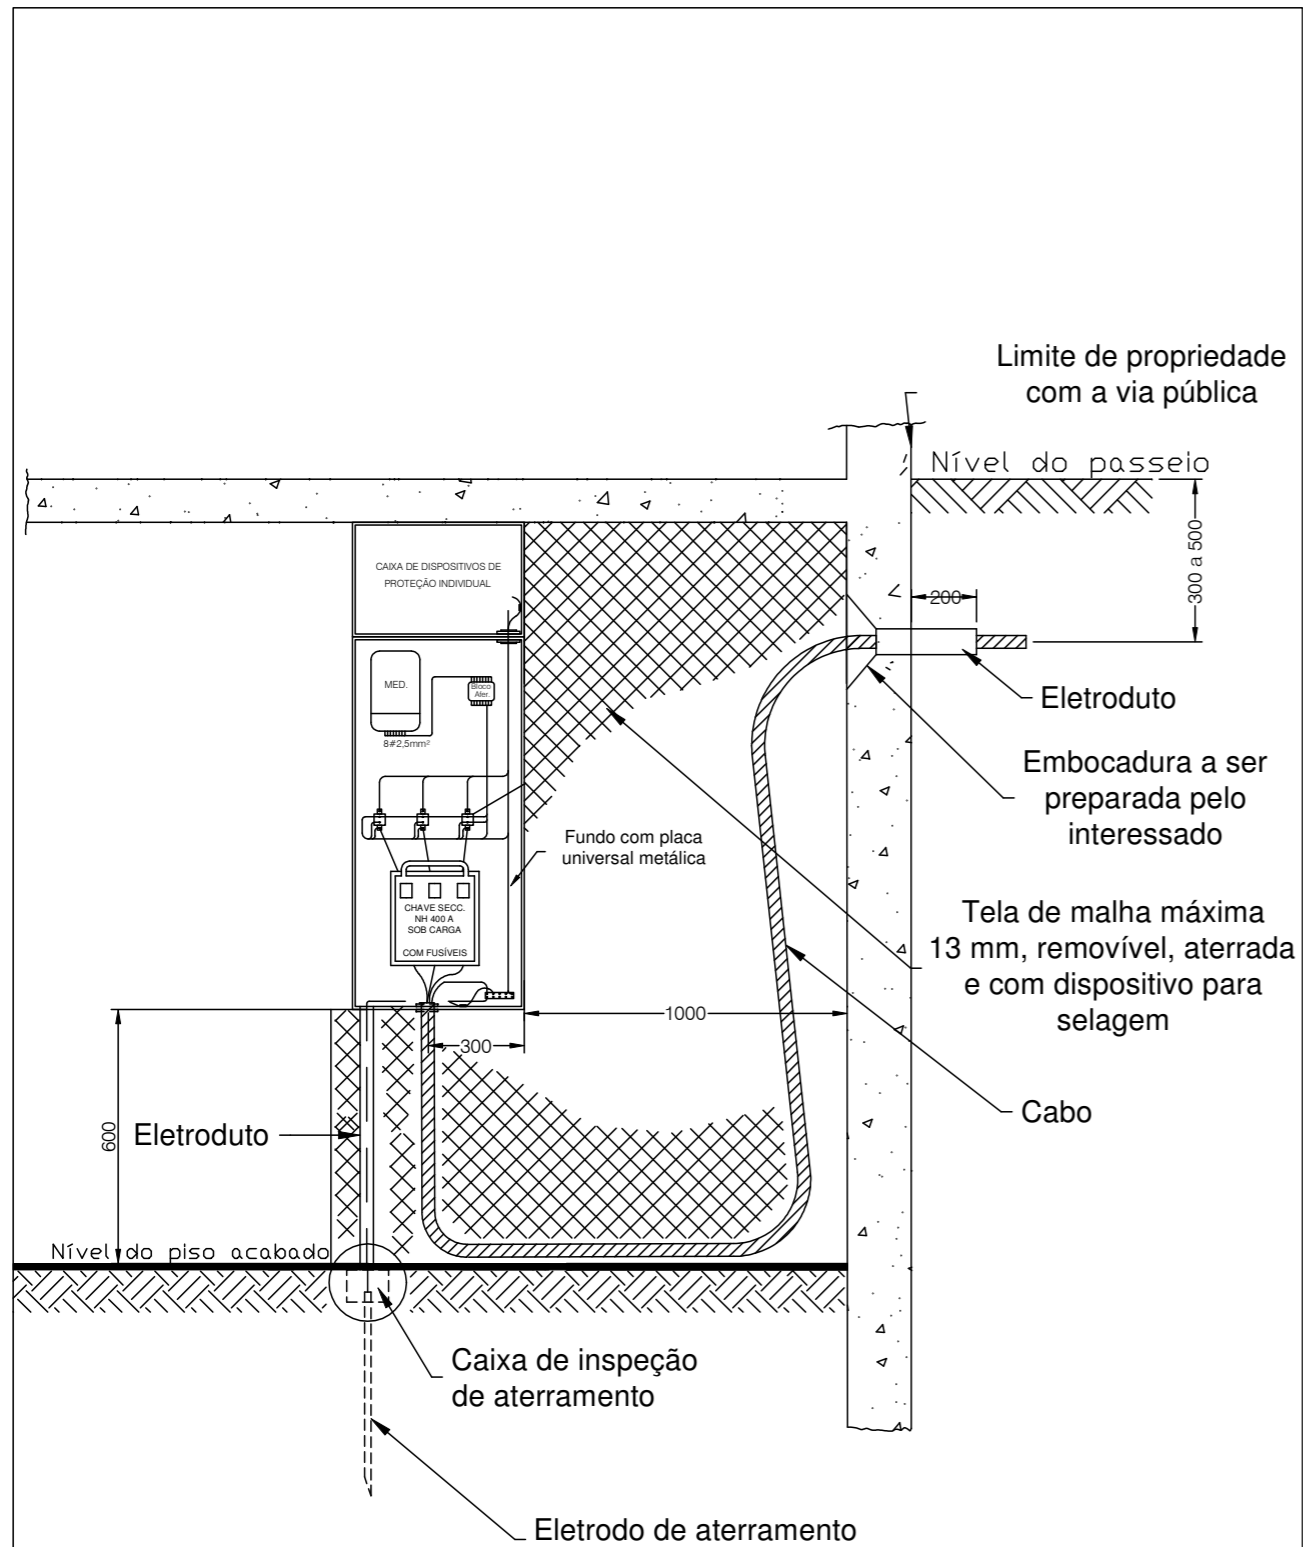 Limite de propriedade
com a via pública
Nível do passeio
300 a 500
200
CAIXA DE DISPOSITIVOS DE
PROTEÇÃO INDIVIDUAL
MED.
Bloco
Afer.
8#2,5mm²
Eletroduto
Embocadura a ser
preparada pelo
interessado
Fundo com placa
universal metálica
CHAVE SECC.
NH 400 A
SOB CARGA
COM FUSÍVEIS
Tela de malha máxima
13 mm, removível, aterrada
e com dispositivo para
selagem
1000
300
600
Eletroduto
Cabo
Nível do piso acabado
Caixa de inspeção
de aterramento
Eletrodo de aterramento